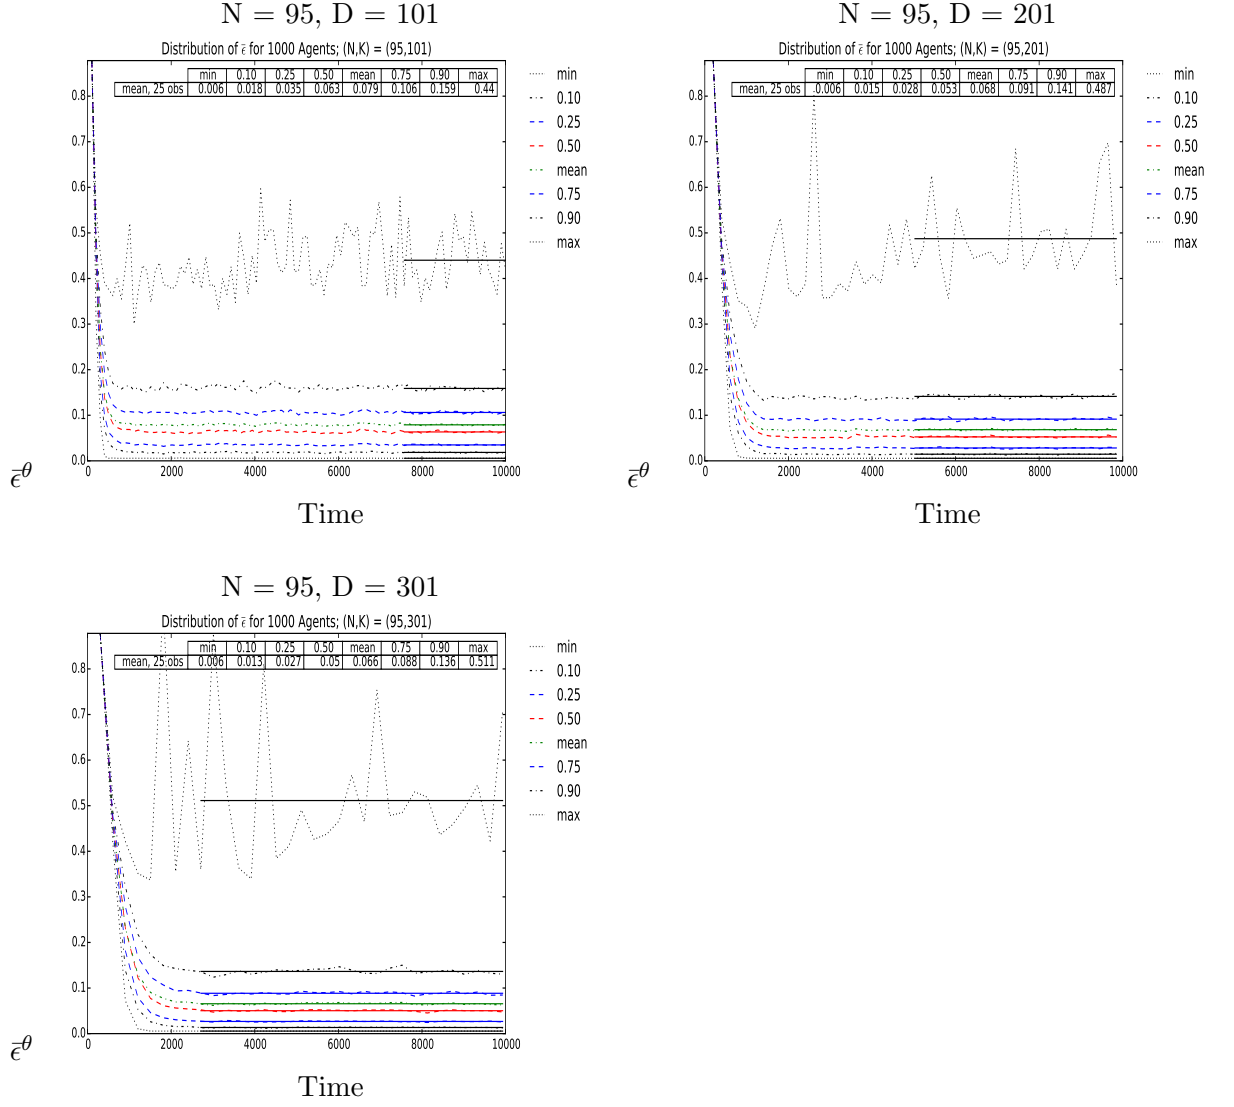 N = 95, D = 101
Distribution of ε̄ for 1000 Agents; (N,K) = (95,101)
min 0.10 0.25 0.50 mean 0.75 0.90 max
mean, 25 obs 0.006 0.018 0.035 0.063 0.079 0.106 0.159 0.44
0.8
0.7
0.6
0.5
0.4
0.3
0.2
0.1
0.0
0 2000 4000 6000 8000 10000
min
0.10
0.25
0.50
mean
0.75
0.90
max
ϵ̄^θ
Time
N = 95, D = 201
Distribution of ε̄ for 1000 Agents; (N,K) = (95,201)
min 0.10 0.25 0.50 mean 0.75 0.90 max
mean, 25 obs 0.006 0.015 0.028 0.053 0.068 0.091 0.141 0.487
0.8
0.7
0.6
0.5
0.4
0.3
0.2
0.1
0.0
0 2000 4000 6000 8000 10000
min
0.10
0.25
0.50
mean
0.75
0.90
max
ϵ̄^θ
Time
N = 95, D = 301
Distribution of ε̄ for 1000 Agents; (N,K) = (95,301)
min 0.10 0.25 0.50 mean 0.75 0.90 max
mean, 25 obs 0.006 0.013 0.027 0.05 0.066 0.088 0.136 0.511
0.8
0.7
0.6
0.5
0.4
0.3
0.2
0.1
0.0
0 2000 4000 6000 8000 10000
min
0.10
0.25
0.50
mean
0.75
0.90
max
ϵ̄^θ
Time